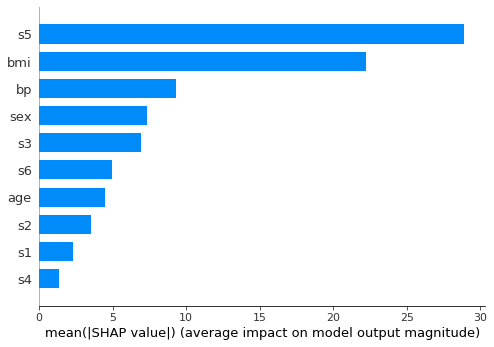 s5
bmi
bp
sex
s3
s6
age
s2
s1
s4
0 5 10 15 20 25 30
mean(|SHAP value|) (average impact on model output magnitude)